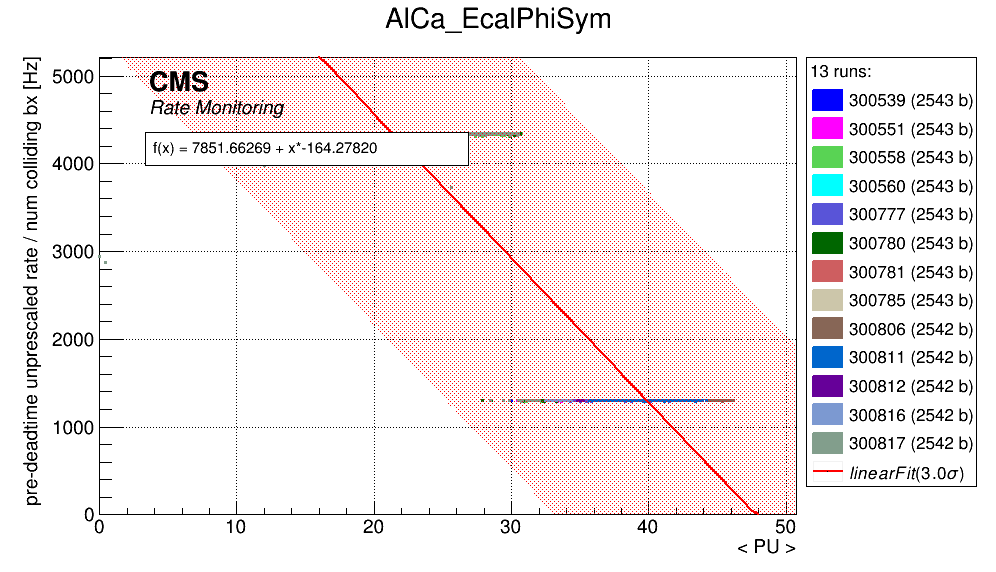 AlCa_EcalPhiSym
pre-deadtime unprescaled rate / num colliding bx [Hz]
5000
4000
3000
2000
1000
0
CMS
Rate Monitoring
f(x) = 7851.66269 + x*-164.27820
0 10 20 30 40 50
< PU >
13 runs:
300539 (2543 b)
300551 (2543 b)
300558 (2543 b)
300560 (2543 b)
300777 (2543 b)
300780 (2543 b)
300781 (2543 b)
300785 (2543 b)
300806 (2542 b)
300811 (2542 b)
300812 (2542 b)
300816 (2542 b)
300817 (2542 b)
linearFit(3.0σ)